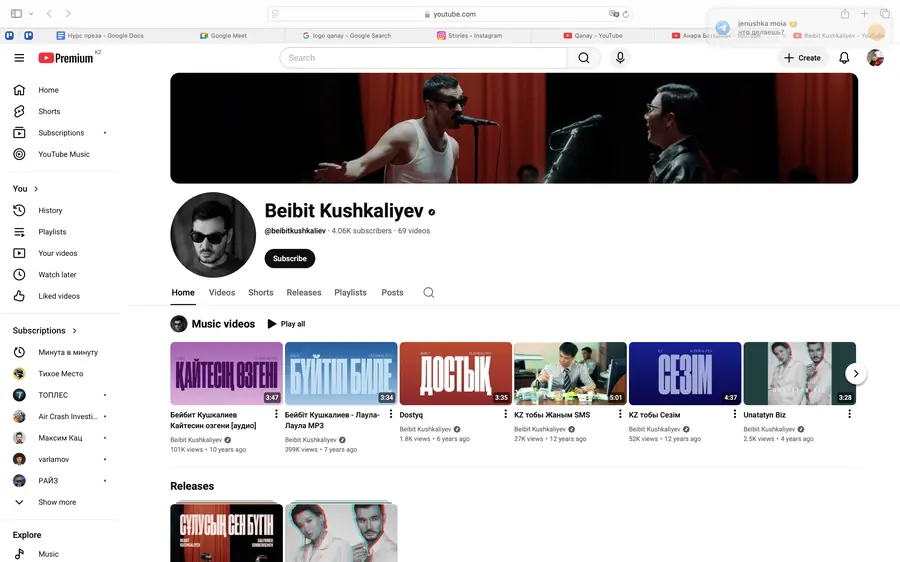 youtube.com
jenushka moia 😊
что делаешь?
Нурс преза - Google Docs
Google Meet
logo qanay - Google Search
Stories - Instagram
Qanay - YouTube
Beibit Kushkaliyev - YouTube
Premium KZ
Search
Create
Home
Shorts
Subscriptions
YouTube Music
You
History
Playlists
Your videos
Watch later
Liked videos
Subscriptions
Минута в минуту
Тихое Место
ТОПЛЕС
Air Crash Investi...
Максим Кац
varlamov
РАЙЗ
Show more
Explore
Music
Beibit Kushkaliyev
@beibitkushkaliev · 4.06K subscribers · 69 videos
Subscribe
Home Videos Shorts Releases Playlists Posts
Music videos
Play all
ҚАЙТЕСІҢ ӨЗГЕНІ
3:47
БҮЙТІП БИЛЕ
3:34
ДОСТЫҚ
3:35
5:01
СЕЗІМ
4:37
3:28
Бейбит Кушкалиев
Кайтесин озгени [аудио]
Beibit Kushkaliyev
101K views • 10 years ago
Бейбіт Кушкалиев - Лаула-
Лаула MP3
Beibit Kushkaliyev
399K views • 7 years ago
Dostyq
Beibit Kushkaliyev
1.8K views • 6 years ago
KZ тобы Жаным SMS
Beibit Kushkaliyev
27K views • 12 years ago
KZ тобы Сезім
Beibit Kushkaliyev
52K views • 12 years ago
Unatatyn Biz
Beibit Kushkaliyev
2.5K views • 4 years ago
Releases
СҰЛУСЫҢ СЕН БҮГІН